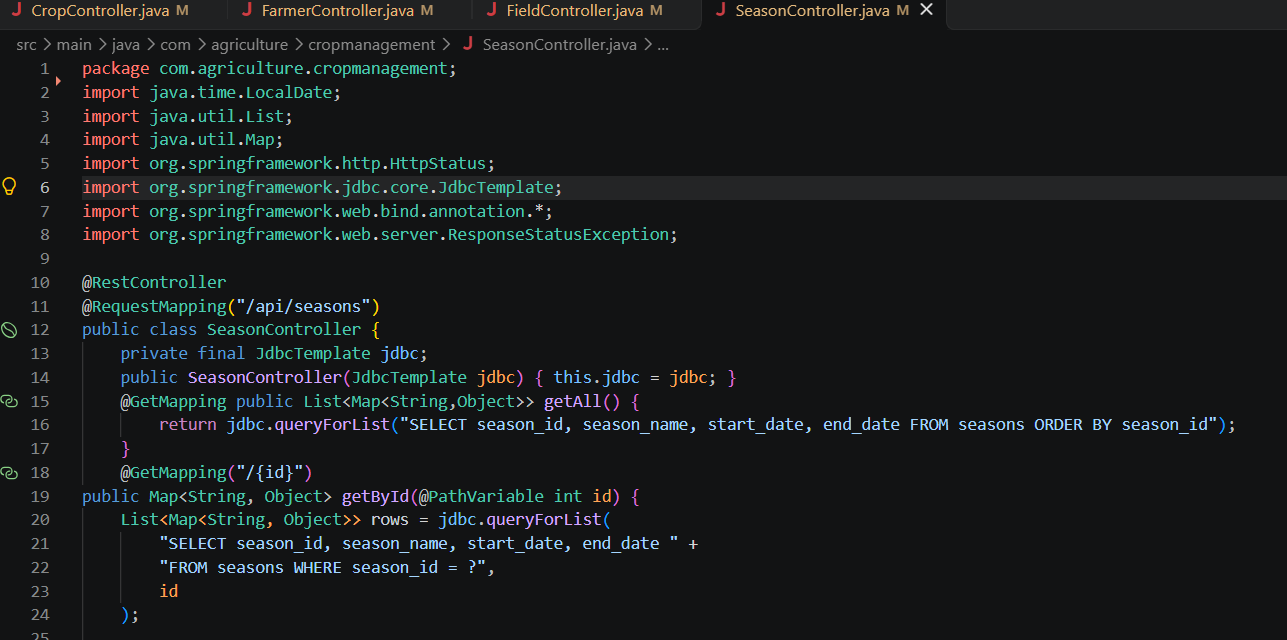 CropController.java M FarmerController.java M FieldController.java M SeasonController.java M
src > main > java > com > agriculture > cropmanagement > SeasonController.java > ...
1 package com.agriculture.cropmanagement;
2 import java.time.LocalDate;
3 import java.util.List;
4 import java.util.Map;
5 import org.springframework.http.HttpStatus;
6 import org.springframework.jdbc.core.JdbcTemplate;
7 import org.springframework.web.bind.annotation.*;
8 import org.springframework.web.server.ResponseStatusException;
9
10 @RestController
11 @RequestMapping("/api/seasons")
12 public class SeasonController {
13     private final JdbcTemplate jdbc;
14     public SeasonController(JdbcTemplate jdbc) { this.jdbc = jdbc; }
15     @GetMapping public List<Map<String,Object>> getAll() {
16         return jdbc.queryForList("SELECT season_id, season_name, start_date, end_date FROM seasons ORDER BY season_id");
17     }
18     @GetMapping("/{id}")
19 public Map<String, Object> getById(@PathVariable int id) {
20     List<Map<String, Object>> rows = jdbc.queryForList(
21         "SELECT season_id, season_name, start_date, end_date " +
22         "FROM seasons WHERE season_id = ?",
23         id
24     );
25